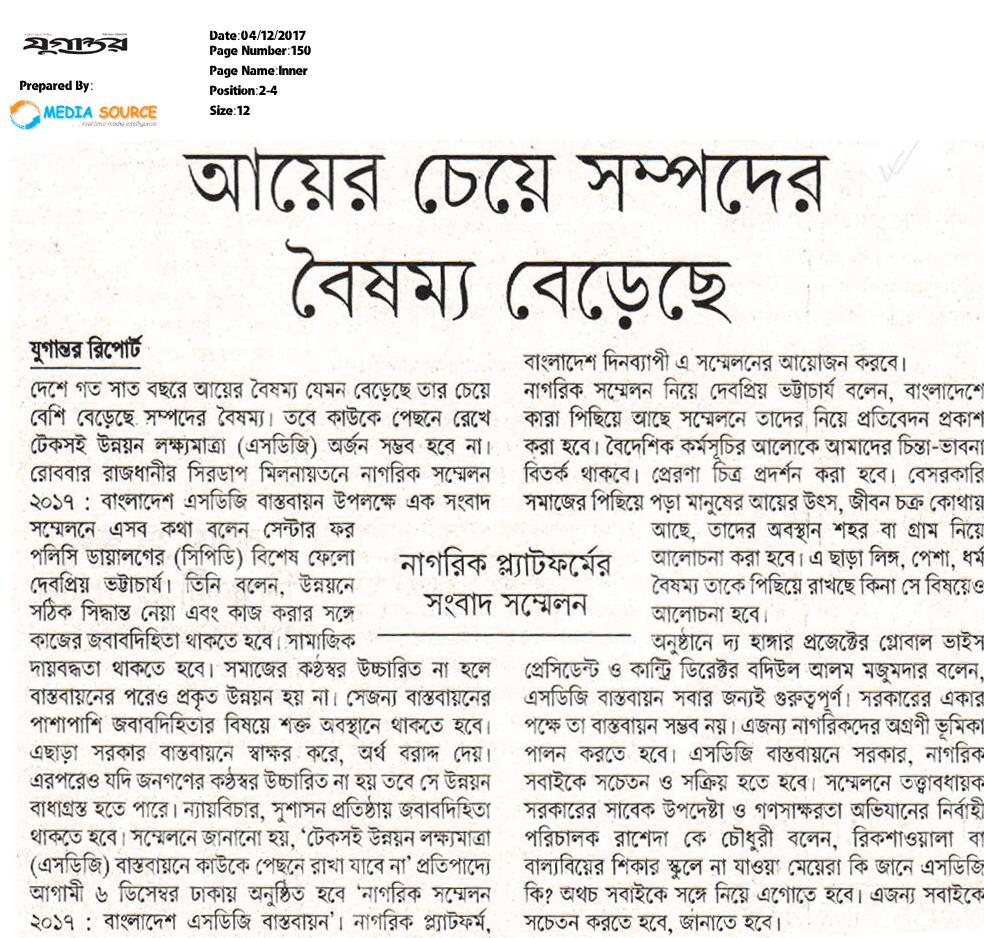 যুগান্তর
Prepared By:
MEDIA SOURCE
...real time media intelligence
Date:04/12/2017
Page Number:150
Page Name:Inner
Position:2-4
Size:12
আয়ের চেয়ে সম্পদের
বৈষম্য বেড়েছে
যুগান্তর রিপোর্ট
দেশে গত সাত বছরে আয়ের বৈষম্য যেমন বেড়েছে তার চেয়ে
বেশি বেড়েছে সম্পদের বৈষম্য। তবে কাউকে পেছনে রেখে
টেকসই উন্নয়ন লক্ষ্যমাত্রা (এসডিজি) অর্জন সম্ভব হবে না।
রোববার রাজধানীর সিরডাপ মিলনায়তনে নাগরিক সম্মেলন
২০১৭ : বাংলাদেশ এসডিজি বাস্তবায়ন উপলক্ষে এক সংবাদ
সম্মেলনে এসব কথা বলেন সেন্টার ফর
পলিসি ডায়ালগের (সিপিডি) বিশেষ ফেলো
দেবপ্রিয় ভট্টাচার্য। তিনি বলেন, উন্নয়নে
সঠিক সিদ্ধান্ত নেয়া এবং কাজ করার সঙ্গে
কাজের জবাবদিহিতা থাকতে হবে। সামাজিক
দায়বদ্ধতা থাকতে হবে। সমাজের কণ্ঠস্বর উচ্চারিত না হলে
বাস্তবায়নের পরেও প্রকৃত উন্নয়ন হয় না। সেজন্য বাস্তবায়নের
পাশাপাশি জবাবদিহিতার বিষয়ে শক্ত অবস্থানে থাকতে হবে।
এছাড়া সরকার বাস্তবায়নে স্বাক্ষর করে, অর্থ বরাদ্দ দেয়।
এরপরেও যদি জনগণের কণ্ঠস্বর উচ্চারিত না হয় তবে সে উন্নয়ন
বাধাগ্রস্ত হতে পারে। ন্যায়বিচার, সুশাসন প্রতিষ্ঠায় জবাবদিহিতা
থাকতে হবে। সম্মেলনে জানানো হয়, ‘টেকসই উন্নয়ন লক্ষ্যমাত্রা
(এসডিজি) বাস্তবায়নে কাউকে পেছনে রাখা যাবে না’ প্রতিপাদ্যে
আগামী ৬ ডিসেম্বর ঢাকায় অনুষ্ঠিত হবে ‘নাগরিক সম্মেলন
২০১৭ : বাংলাদেশ এসডিজি বাস্তবায়ন’। নাগরিক প্ল্যাটফর্ম,
নাগরিক প্ল্যাটফর্মের
সংবাদ সম্মেলন
বাংলাদেশ দিনব্যাপী এ সম্মেলনের আয়োজন করবে।
নাগরিক সম্মেলন নিয়ে দেবপ্রিয় ভট্টাচার্য বলেন, বাংলাদেশে
কারা পিছিয়ে আছে সম্মেলনে তাদের নিয়ে প্রতিবেদন প্রকাশ
করা হবে। বৈদেশিক কর্মসূচির আলোকে আমাদের চিন্তা-ভাবনা
বিতর্ক থাকবে। প্রেরণা চিত্র প্রদর্শন করা হবে। বেসরকারি
সমাজের পিছিয়ে পড়া মানুষের আয়ের উৎস, জীবন চক্র কোথায়
আছে, তাদের অবস্থান শহর বা গ্রাম নিয়ে
আলোচনা করা হবে। এ ছাড়া লিঙ্গ, পেশা, ধর্ম
বৈষম্য তাকে পিছিয়ে রাখছে কিনা সে বিষয়েও
আলোচনা হবে।
অনুষ্ঠানে দ্য হাঙ্গার প্রজেক্টের গ্লোবাল ভাইস
প্রেসিডেন্ট ও কান্ট্রি ডিরেক্টর বদিউল আলম মজুমদার বলেন,
এসডিজি বাস্তবায়ন সবার জন্যই গুরুত্বপূর্ণ। সরকারের একার
পক্ষে তা বাস্তবায়ন সম্ভব নয়। এজন্য নাগরিকদের অগ্রণী ভূমিকা
পালন করতে হবে। এসডিজি বাস্তবায়নে সরকার, নাগরিক
সবাইকে সচেতন ও সক্রিয় হতে হবে। সম্মেলনে তত্ত্বাবধায়ক
সরকারের সাবেক উপদেষ্টা ও গণসাক্ষরতা অভিযানের নির্বাহী
পরিচালক রাশেদা কে চৌধুরী বলেন, রিকশাওয়ালা বা
বাল্যবিয়ের শিকার স্কুলে না যাওয়া মেয়েরা কি জানে এসডিজি
কি? অথচ সবাইকে সঙ্গে নিয়ে এগোতে হবে। এজন্য সবাইকে
সচেতন করতে হবে, জানাতে হবে।